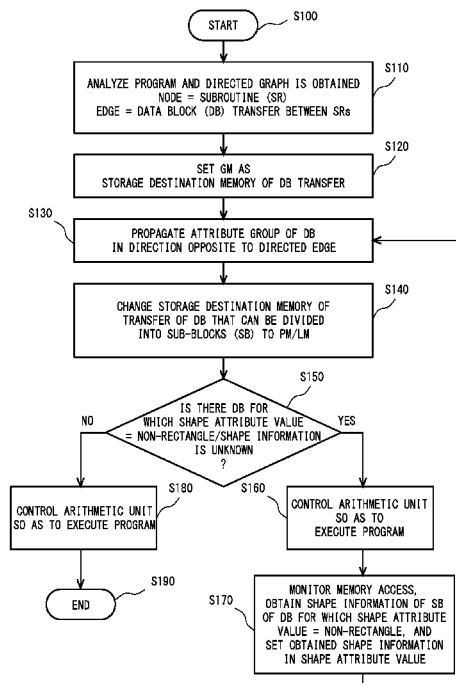 S100
START
S110
ANALYZE PROGRAM AND DIRECTED GRAPH IS OBTAINED
NODE = SUBROUTINE (SR)
EDGE = DATA BLOCK (DB) TRANSFER BETWEEN SRs
S120
SET GM AS
STORAGE DESTINATION MEMORY OF DB TRANSFER
S130
PROPAGATE ATTRIBUTE GROUP OF DB
IN DIRECTION OPPOSITE TO DIRECTED EDGE
S140
CHANGE STORAGE DESTINATION MEMORY OF
TRANSFER OF DB THAT CAN BE DIVIDED
INTO SUB-BLOCKS (SB) TO PM/LM
S150
IS THERE DB FOR
WHICH SHAPE ATTRIBUTE VALUE
= NON-RECTANGLE/SHAPE INFORMATION
IS UNKNOWN
?
NO
YES
S180
CONTROL ARITHMETIC UNIT
SO AS TO EXECUTE PROGRAM
S160
CONTROL ARITHMETIC UNIT
SO AS TO
EXECUTE PROGRAM
S190
END
S170
MONITOR MEMORY ACCESS,
OBTAIN SHAPE INFORMATION OF SB
OF DB FOR WHICH SHAPE ATTRIBUTE
VALUE = NON-RECTANGLE, AND
SET OBTAINED SHAPE INFORMATION
IN SHAPE ATTRIBUTE VALUE